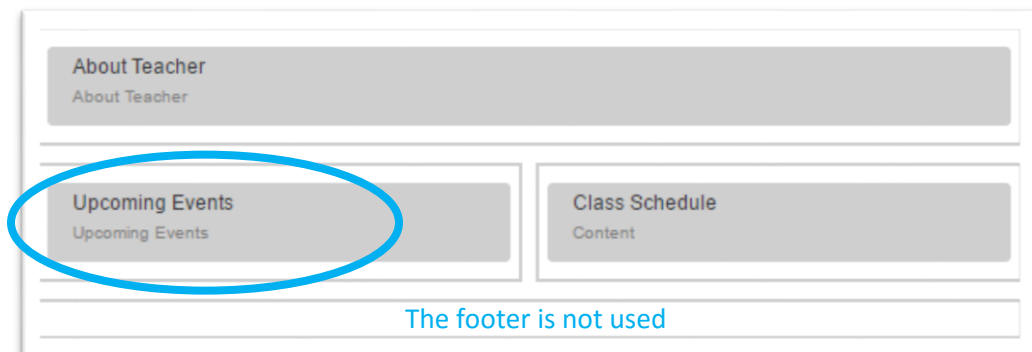 About Teacher
About Teacher
Upcoming Events
Upcoming Events
Class Schedule
Content
The footer is not used